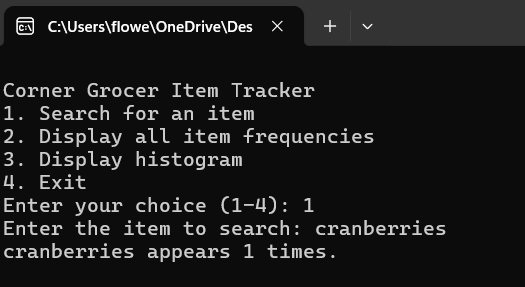 C:\Users\flowe\OneDrive\Des
Corner Grocer Item Tracker
1. Search for an item
2. Display all item frequencies
3. Display histogram
4. Exit
Enter your choice (1-4): 1
Enter the item to search: cranberries
cranberries appears 1 times.